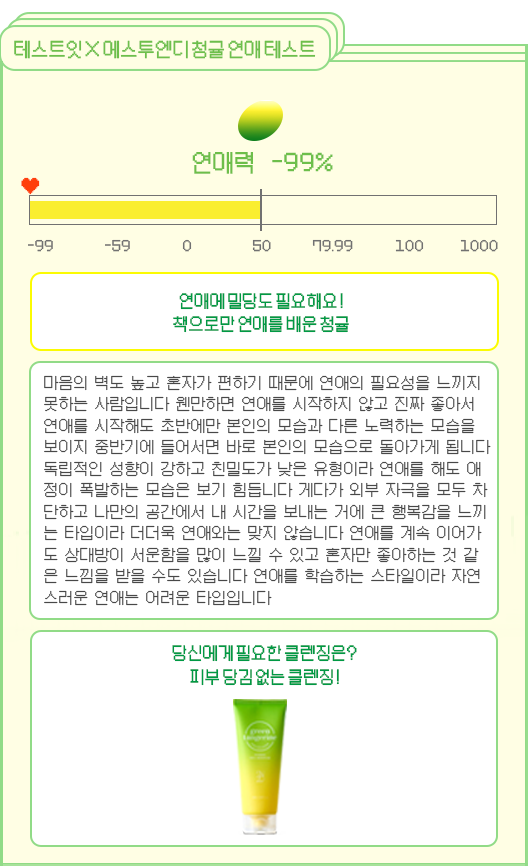 테스트잇X메스투엔디 청귤 연애 테스트
연애력 -99%
-99 -59 0 50 79.99 100 1000
연애에 밀당도 필요해요!
책으로만 연애를 배운 청귤
마음의 벽도 높고 혼자가 편하기 때문에 연애의 필요성을 느끼지
못하는 사람입니다 웬만하면 연애를 시작하지 않고 진짜 좋아서
연애를 시작해도 초반에만 본인의 모습과 다른 노력하는 모습을
보이지 중반기에 들어서면 바로 본인의 모습으로 돌아가게 됩니다
독립적인 성향이 강하고 친밀도가 낮은 유형이라 연애를 해도 애
정이 폭발하는 모습은 보기 힘듭니다 게다가 외부 자극을 모두 차
단하고 나만의 공간에서 내 시간을 보내는 거에 큰 행복감을 느끼
는 타입이라 더더욱 연애와는 맞지 않습니다 연애를 계속 이어가
도 상대방이 서운함을 많이 느낄 수 있고 혼자만 좋아하는 것 같
은 느낌을 받을 수도 있습니다 연애를 학습하는 스타일이라 자연
스러운 연애는 어려운 타입입니다
당신에게 필요한 클렌징은?
피부 당김 없는 클렌징!
green
tangerine